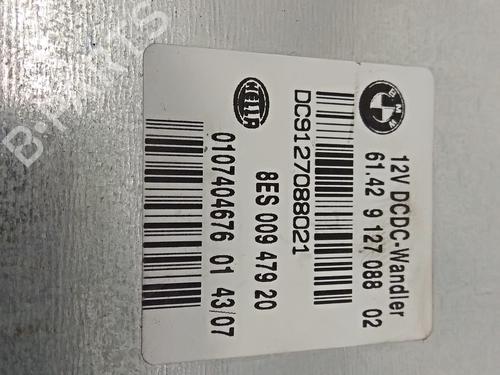 BMW
12V DCDC-Wandler
61.42 9 127 088 02
DC9127088021
HELLA
8ES 009 479 20
0107404676 01 43/07
B-PARTS